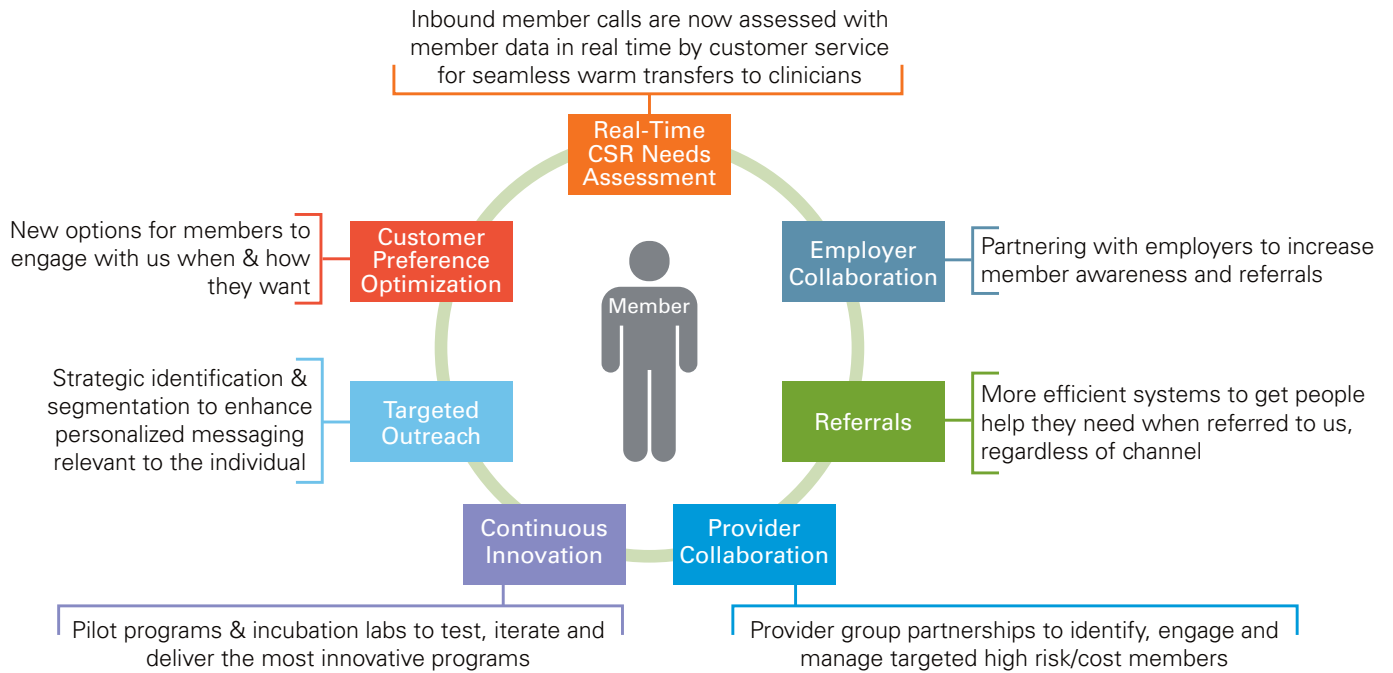 Inbound member calls are now assessed with
member data in real time by customer service
for seamless warm transfers to clinicians
Real-Time
CSR Needs
Assessment
New options for members to
engage with us when & how
they want
Customer
Preference
Optimization
Member
Employer
Collaboration
Partnering with employers to increase
member awareness and referrals
Strategic identification &
segmentation to enhance
personalized messaging
relevant to the individual
Targeted
Outreach
Referrals
More efficient systems to get people
help they need when referred to us,
regardless of channel
Continuous
Innovation
Provider
Collaboration
Pilot programs & incubation labs to test, iterate and
deliver the most innovative programs
Provider group partnerships to identify, engage and
manage targeted high risk/cost members